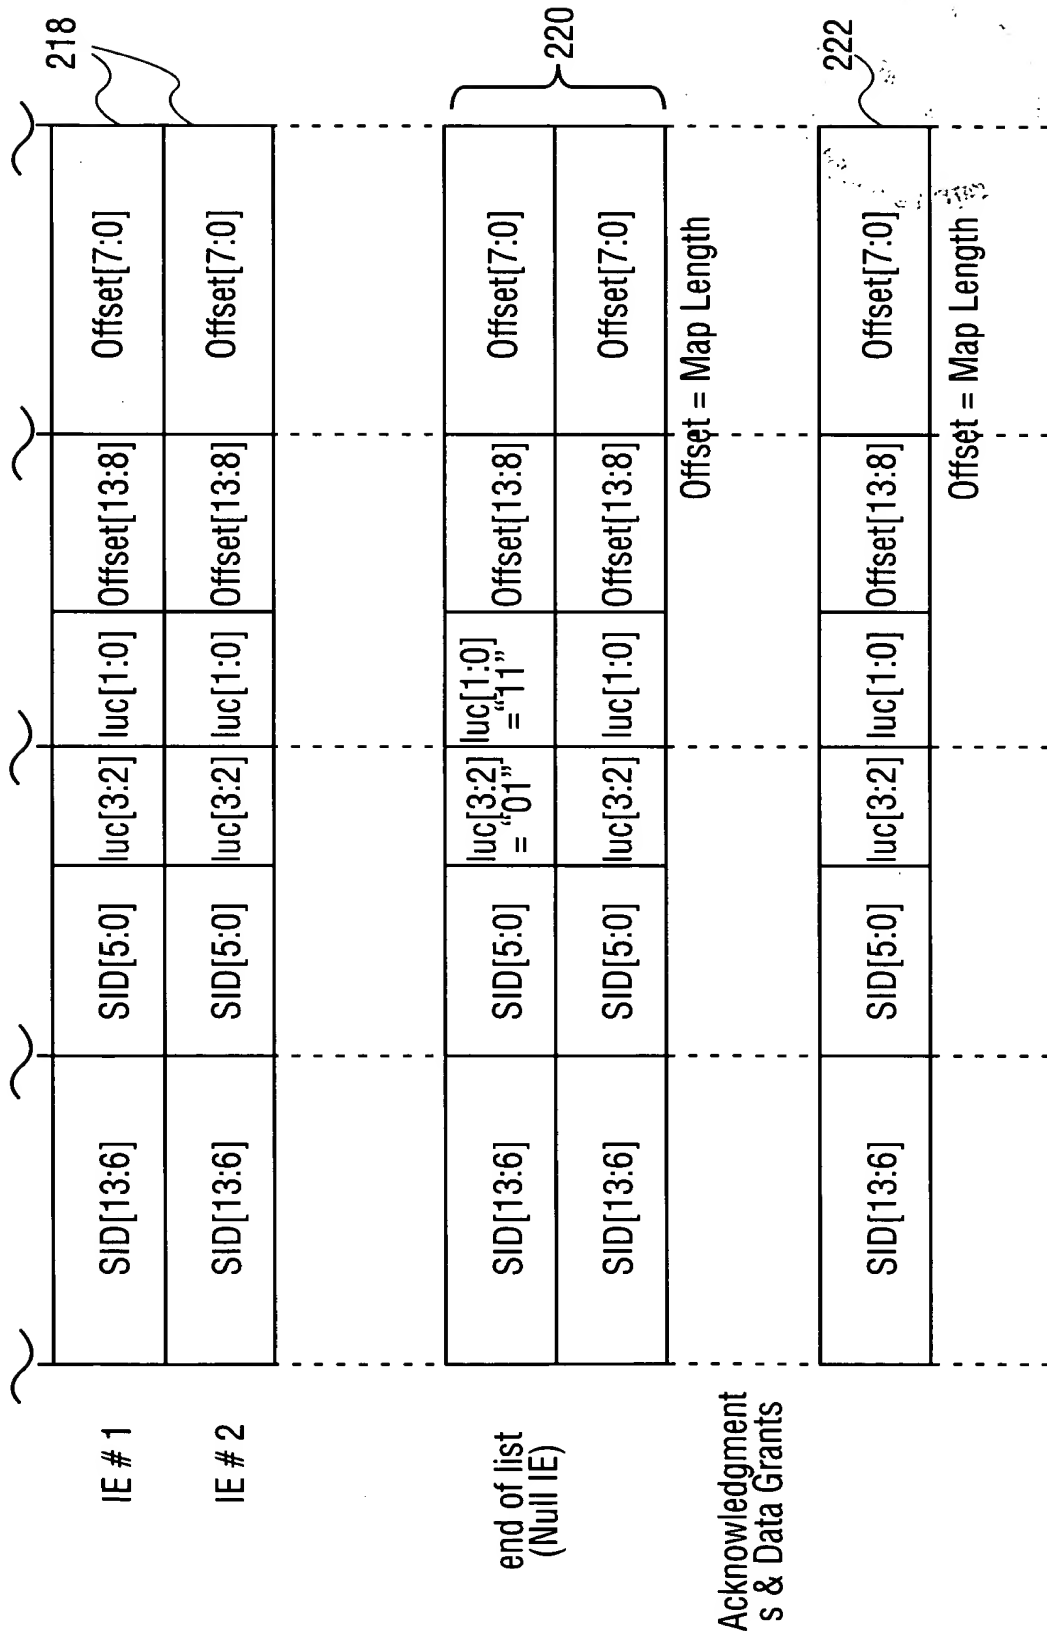 218
IE # 1 SID[13:6] SID[5:0] luc[3:2] luc[1:0] Offset[13:8] Offset[7:0]
IE # 2 SID[13:6] SID[5:0] luc[3:2] luc[1:0] Offset[13:8] Offset[7:0]
end of list
(Null IE)
SID[13:6] SID[5:0] luc[3:2]
= "01"
luc[1:0]
= "11"
Offset[13:8] Offset[7:0]
SID[13:6] SID[5:0] luc[3:2] luc[1:0] Offset[13:8] Offset[7:0]
220
Offset = Map Length
Acknowledgment
s & Data Grants
222
SID[13:6] SID[5:0] luc[3:2] luc[1:0] Offset[13:8] Offset[7:0]
Offset = Map Length